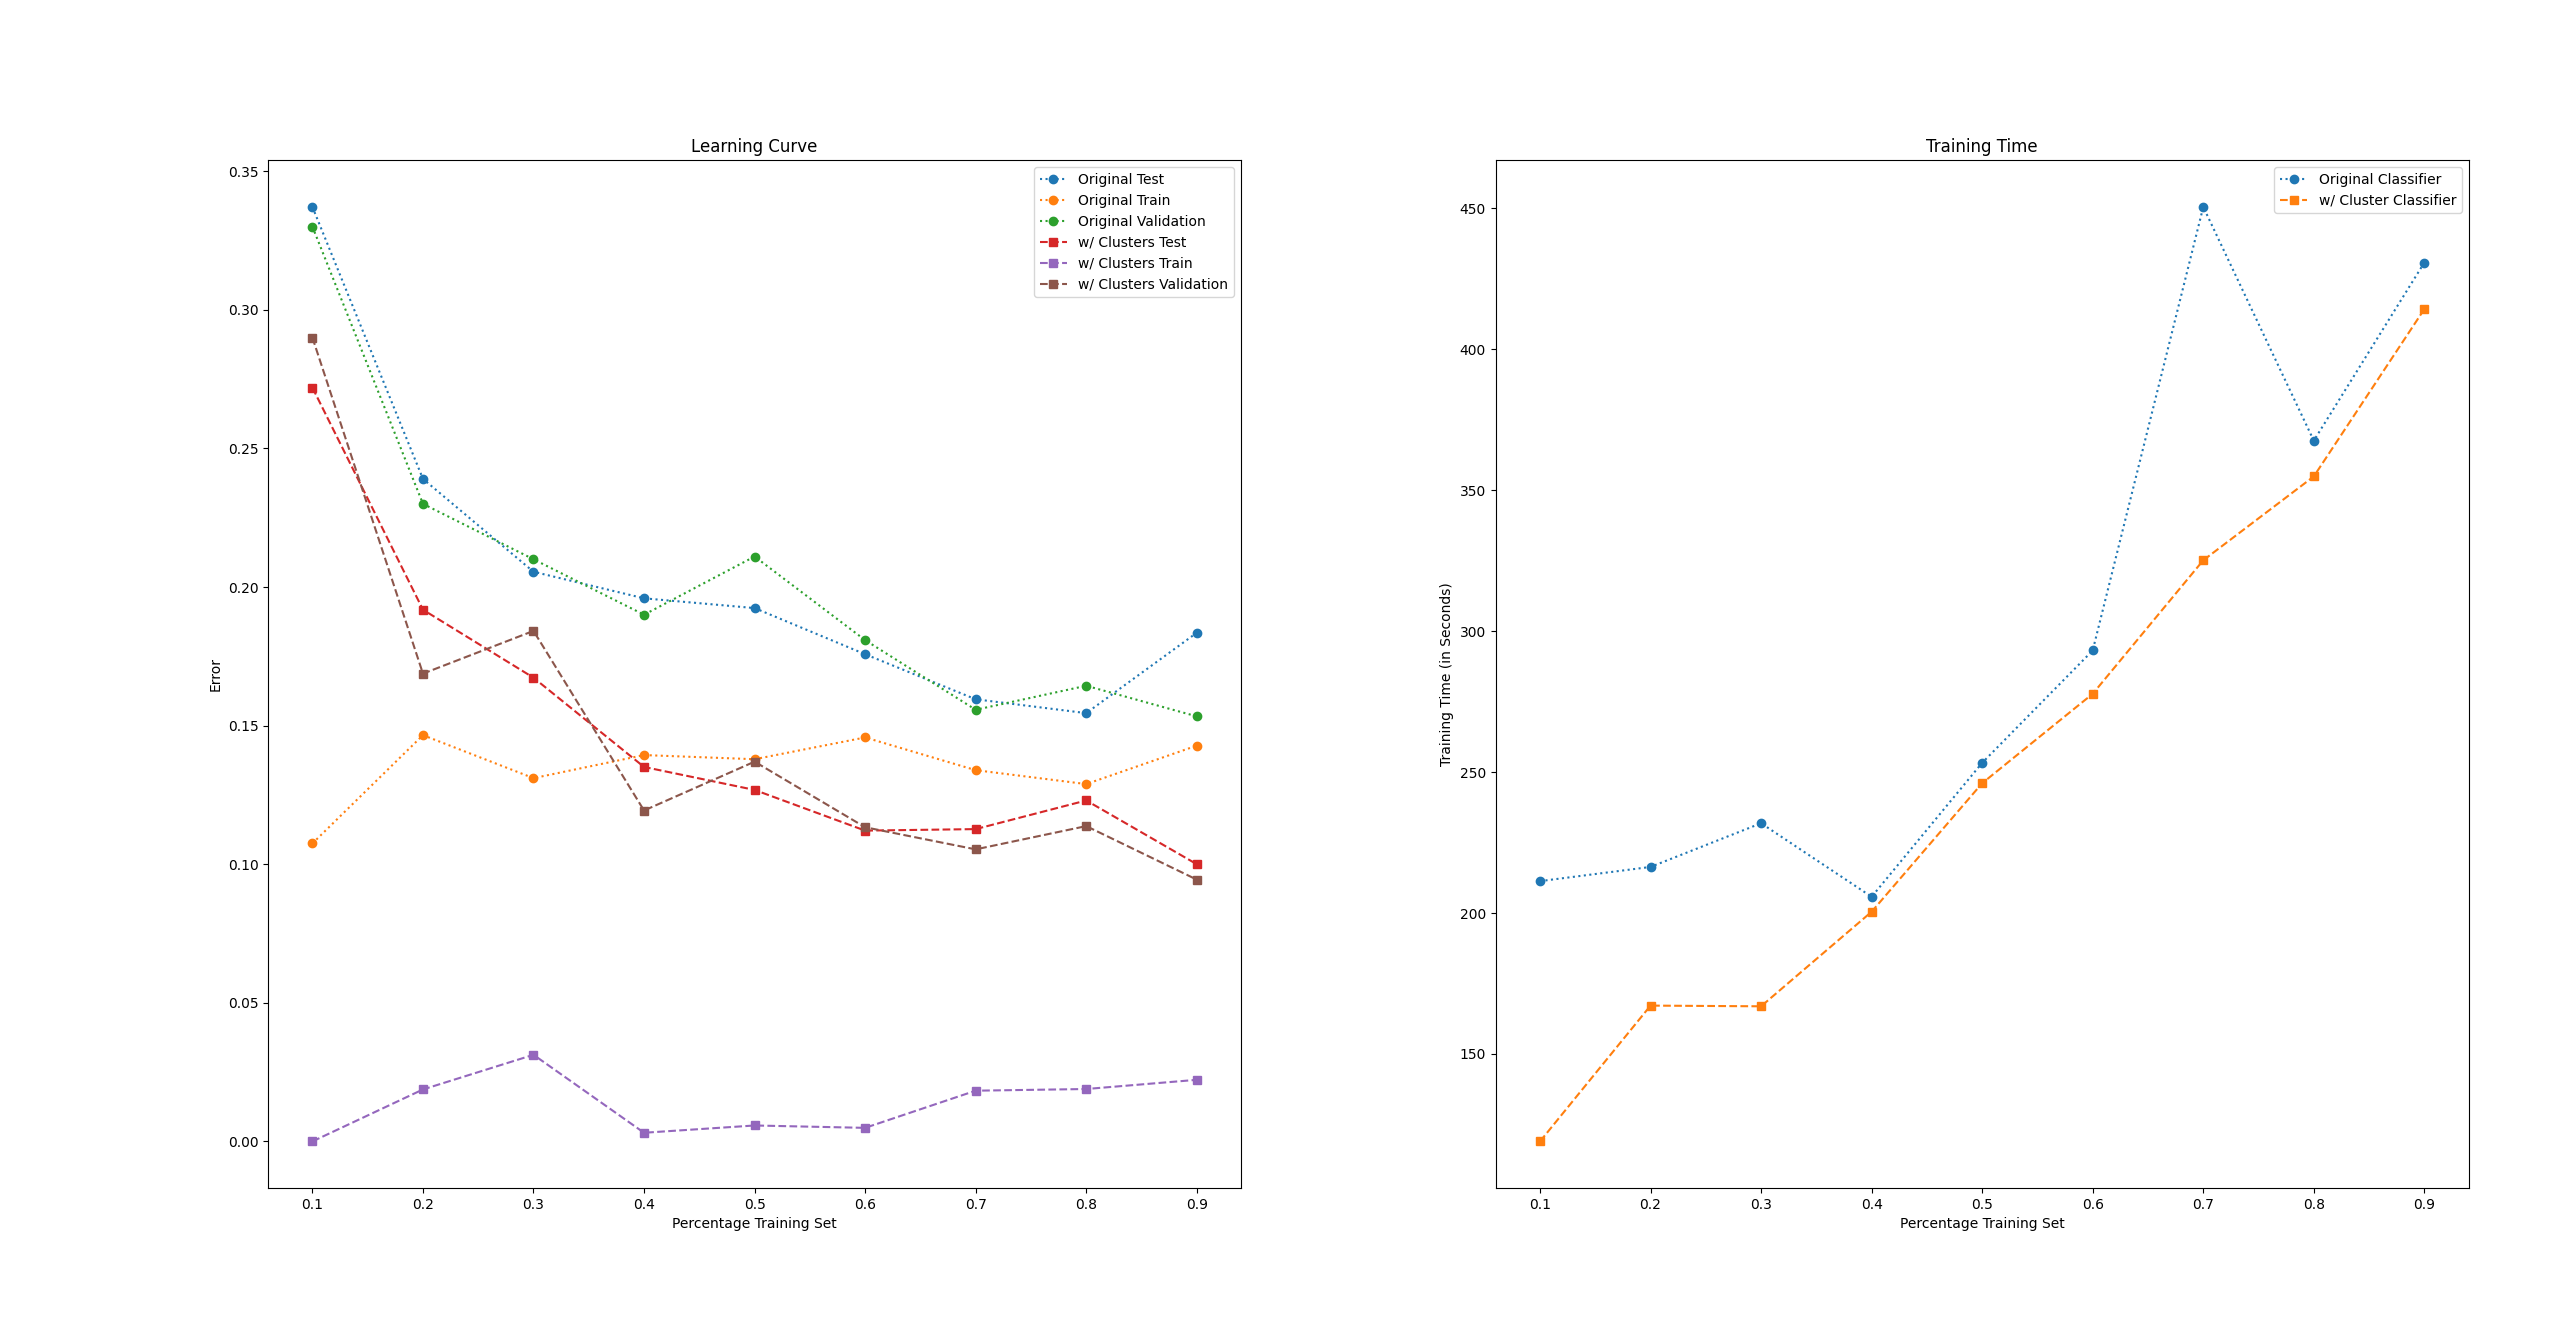 Learning Curve
0.35
0.30
0.25
0.20
0.15
0.10
0.05
0.00
Error
Original Test
Original Train
Original Validation
w/ Clusters Test
w/ Clusters Train
w/ Clusters Validation
0.1 0.2 0.3 0.4 0.5 0.6 0.7 0.8 0.9
Percentage Training Set
Training Time
450
400
350
300
250
200
150
Training Time (in Seconds)
Original Classifier
w/ Cluster Classifier
0.1 0.2 0.3 0.4 0.5 0.6 0.7 0.8 0.9
Percentage Training Set